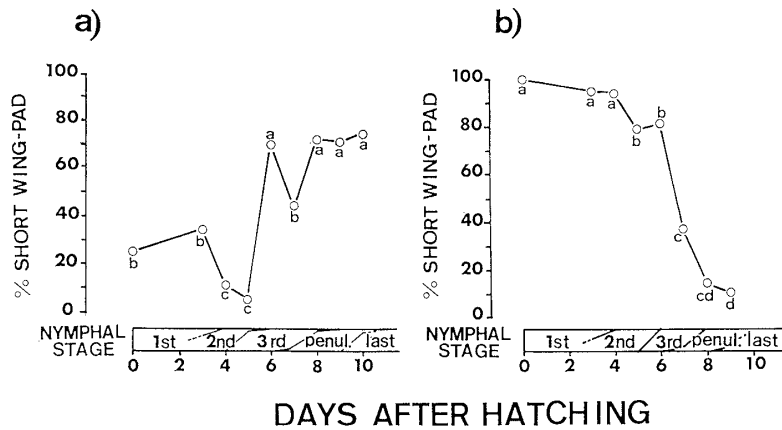 a)
% SHORT WING-PAD
100
80
60
40
20
0
b
b
c
c
a
b
a
a
a
NYMPHAL STAGE
1st 2nd 3rd penul. last
0 2 4 6 8 10
b)
% SHORT WING-PAD
100
80
60
40
20
0
a
a
a
b
b
c
cd
d
NYMPHAL STAGE
1st 2nd 3rd penul. last
0 2 4 6 8 10
DAYS AFTER HATCHING